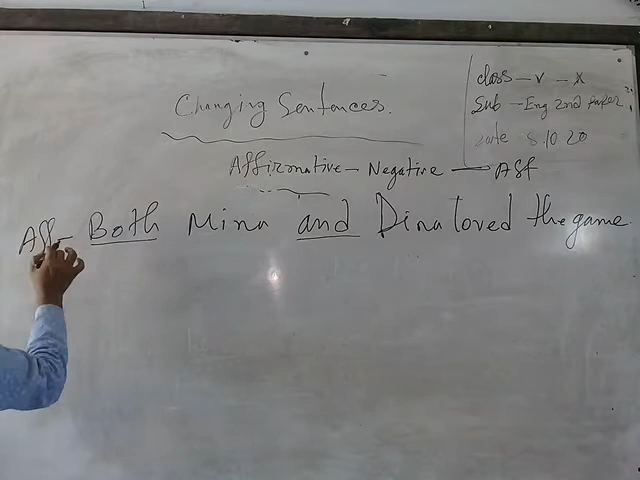 Changing Sentences.
Class - V - X
Sub - Eng 2nd Paper
Date 8.10.20
Affirmative - Negative - Aff
Aff - Both Mina and Dina loved the game.